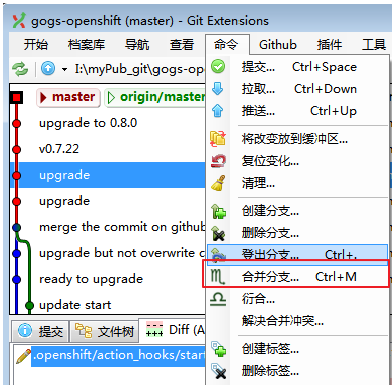 gogs-openshift (master) - Git Extensions
开始 档案库 导航 查看 命令 Github 插件 工具
I:\myPub_git\gogs-op
master origin/master
upgrade to 0.8.0
v0.7.22
upgrade
upgrade
merge the commit on github
upgrade but not overwrite c
ready to upgrade
update start
提交 文件树 Diff (A
.openshift/action_hooks/start
提交... Ctrl+Space
拉取... Ctrl+Down
推送... Ctrl+Up
将改变放到缓冲区...
复位变化...
清理...
创建分支...
删除分支...
登出分支... Ctrl+.
合并分支... Ctrl+M
衍合...
解决合并冲突...
创建标签...
删除标签...